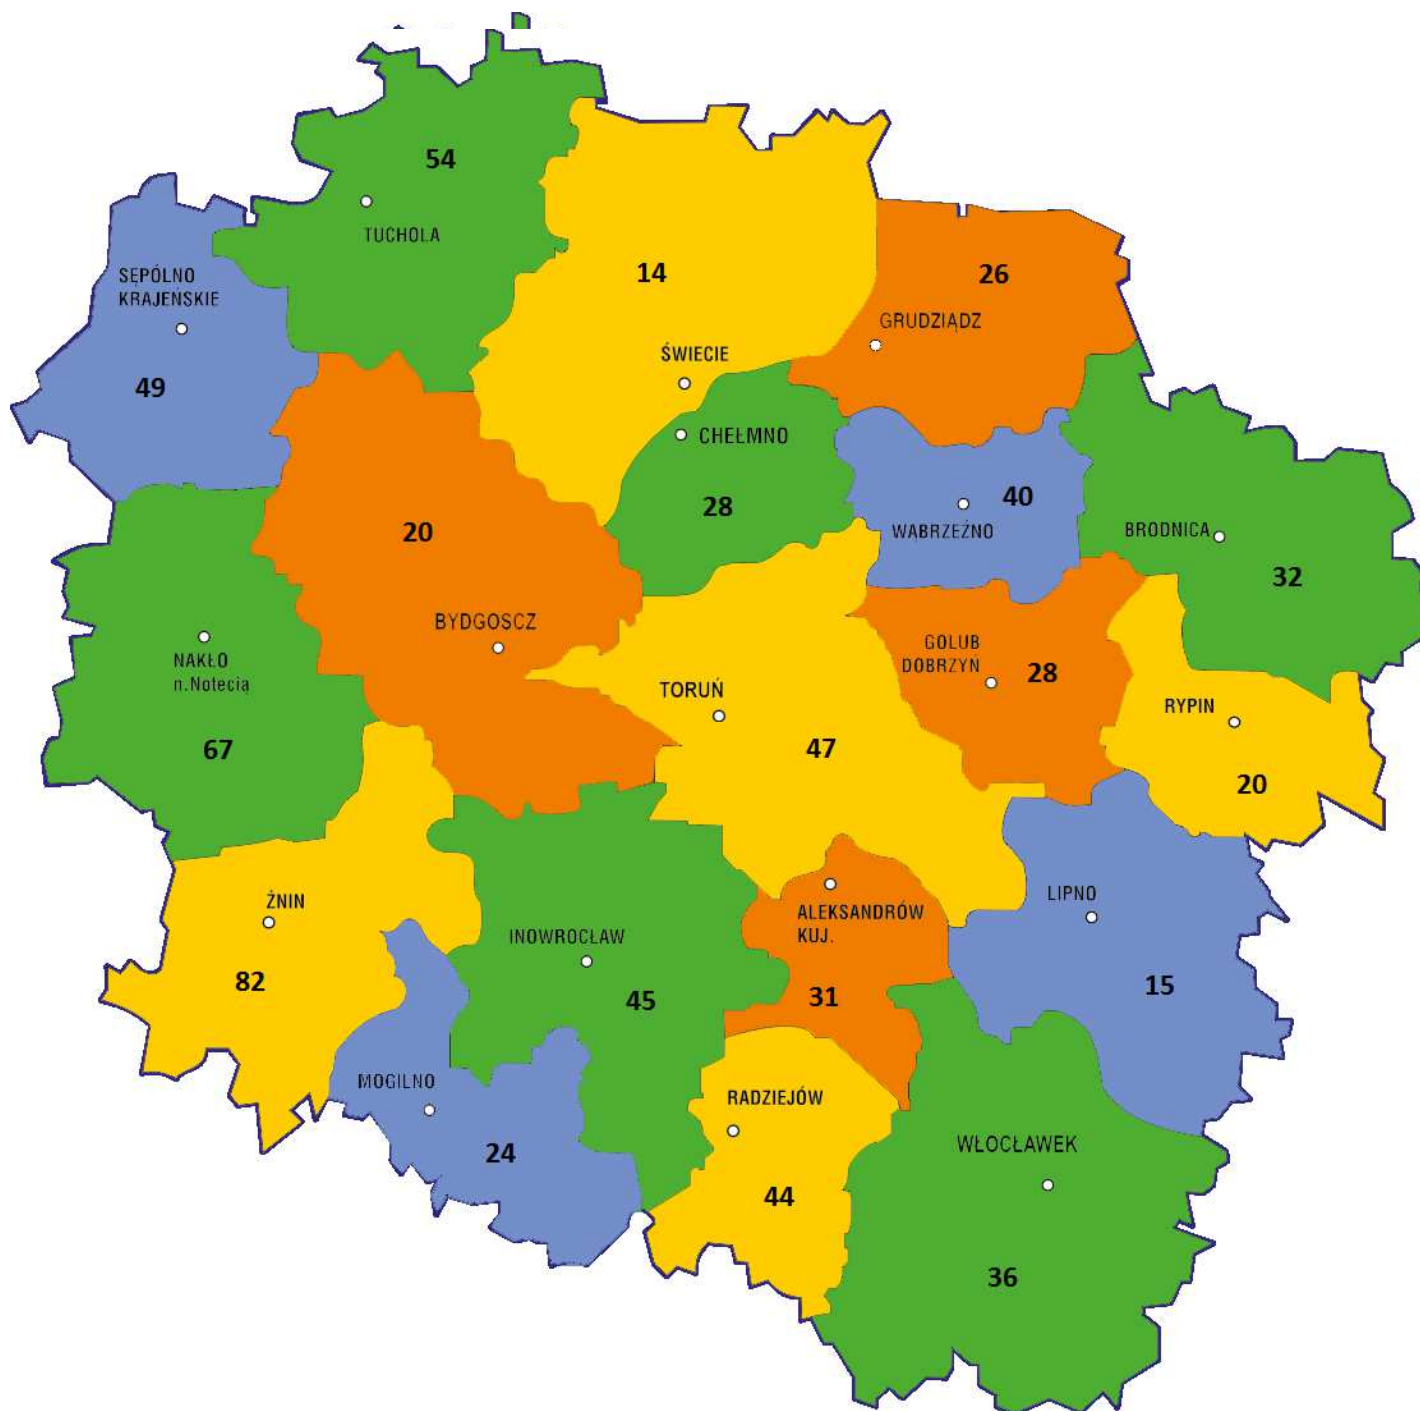 54
TUCHOLA
SĘPÓLNO
KRAJEŃSKIE
49
14
ŚWIECIE
26
GRUDZIĄDZ
CHEŁMNO
28
40
WABRZEŹNO
BRODNICA
32
20
BYDGOSCZ
NAKŁO
n.Notecią
67
TORUŃ
47
GOLUB
DOBRZYŃ
28
RYPIN
20
ŻNIN
82
INOWROCŁAW
45
ALEKSANDRÓW
KUJ.
31
LIPNO
15
MOGILNO
24
RADZIEJÓW
44
WŁOCŁAWEK
36